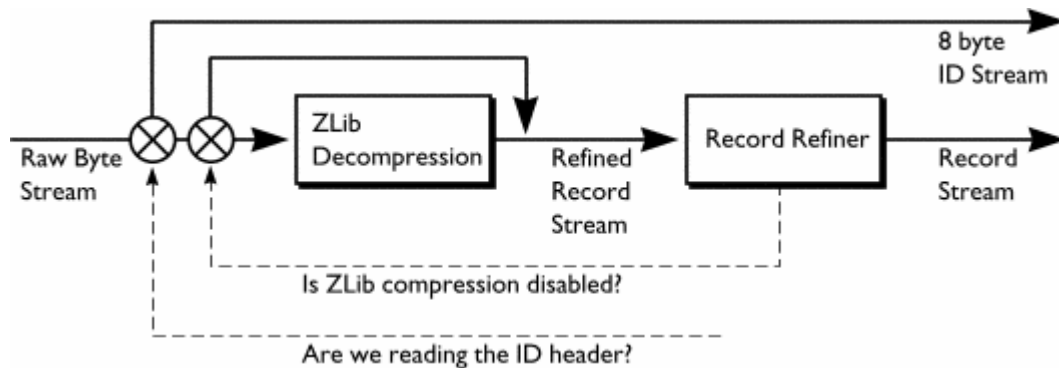 8 byte
ID Stream
ZLib
Decompression
Record Refiner
Raw Byte
Stream
Refined
Record
Stream
Record
Stream
Is ZLib compression disabled?
Are we reading the ID header?